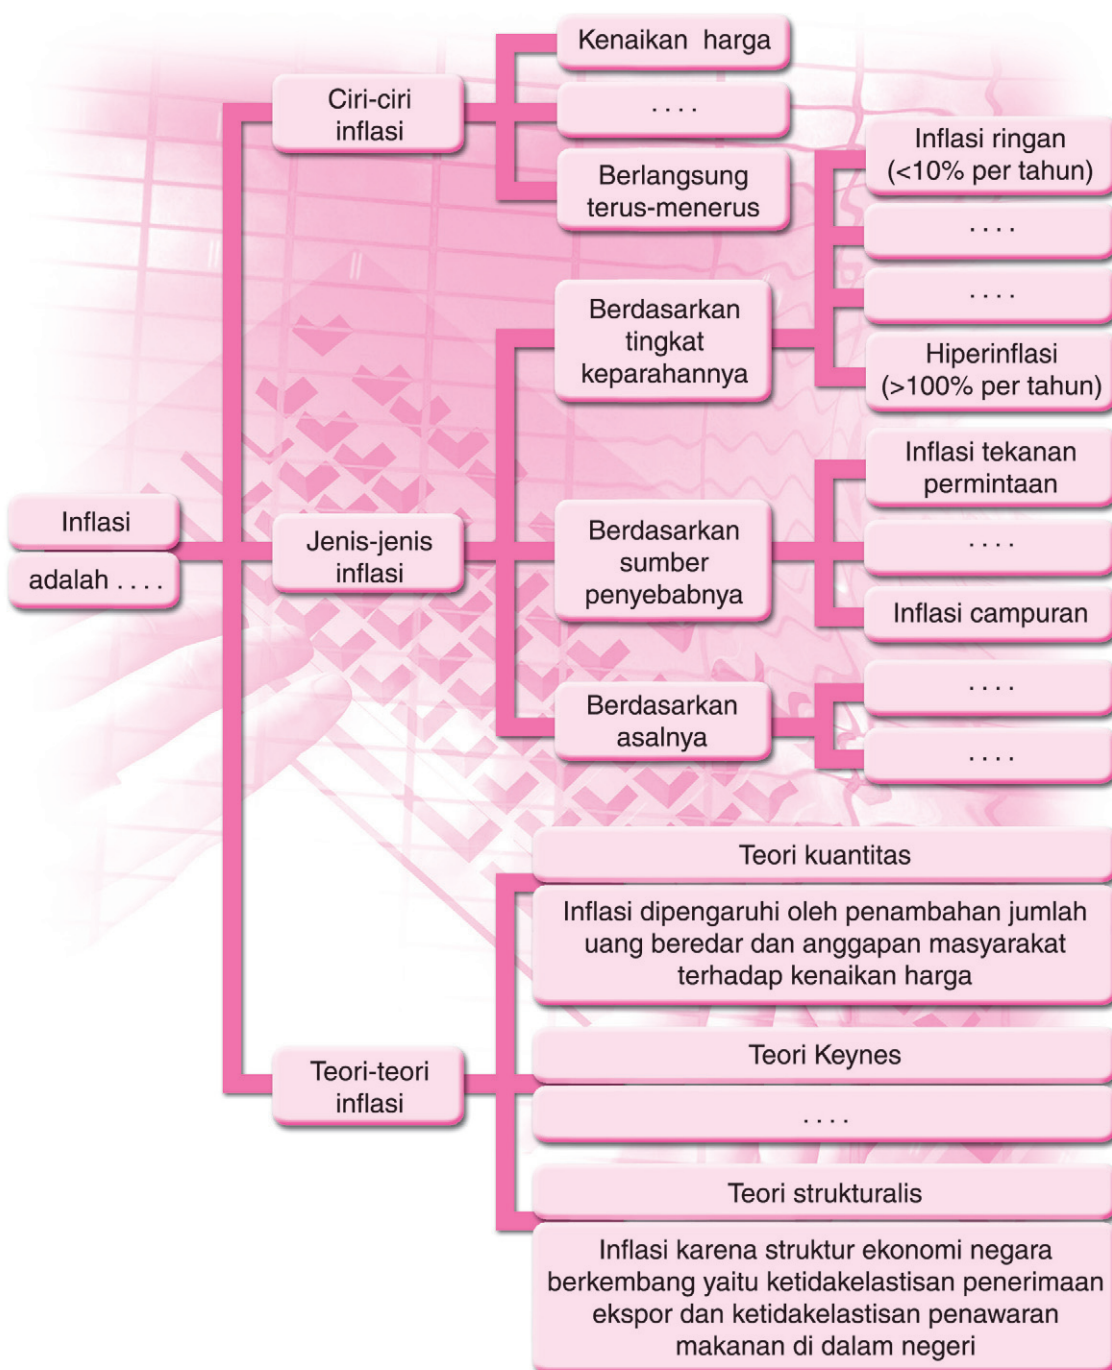 Inflasi
adalah . . . .
Ciri-ciri
inflasi
Kenaikan harga
. . . .
Berlangsung
terus-menerus
Jenis-jenis
inflasi
Berdasarkan
tingkat
keparahannya
Inflasi ringan
(<10% per tahun)
. . . .
. . . .
Hiperinflasi
(>100% per tahun)
Berdasarkan
sumber
penyebabnya
Inflasi tekanan
permintaan
. . . .
Inflasi campuran
Berdasarkan
asalnya
. . . .
. . . .
Teori-teori
inflasi
Teori kuantitas
Inflasi dipengaruhi oleh penambahan jumlah
uang beredar dan anggapan masyarakat
terhadap kenaikan harga
Teori Keynes
. . . .
Teori strukturalis
Inflasi karena struktur ekonomi negara
berkembang yaitu ketidakelastisan penerimaan
ekspor dan ketidakelastisan penawaran
makanan di dalam negeri